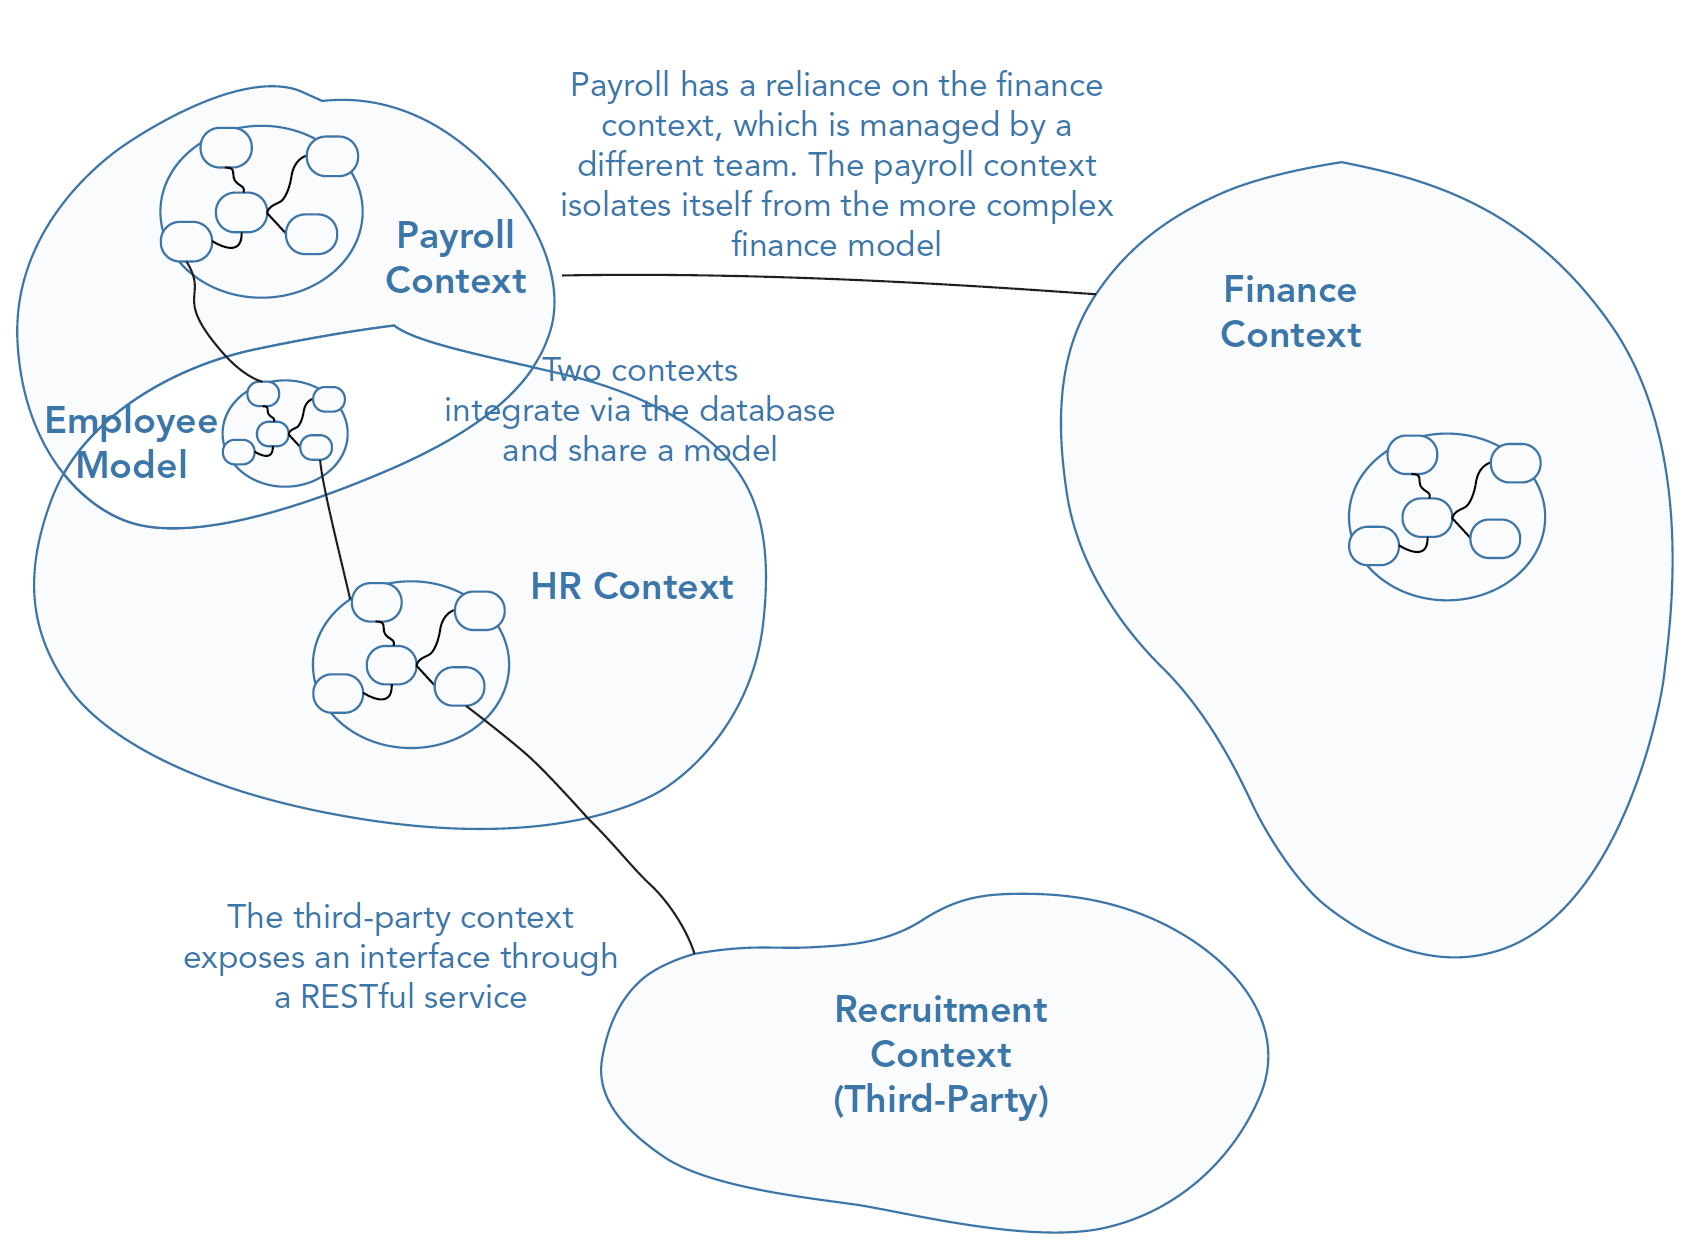 Payroll has a reliance on the finance
context, which is managed by a
different team. The payroll context
isolates itself from the more complex
finance model
Payroll
Context
Finance
Context
Two contexts
integrate via the database
and share a model
Employee
Model
HR Context
The third-party context
exposes an interface through
a RESTful service
Recruitment
Context
(Third-Party)